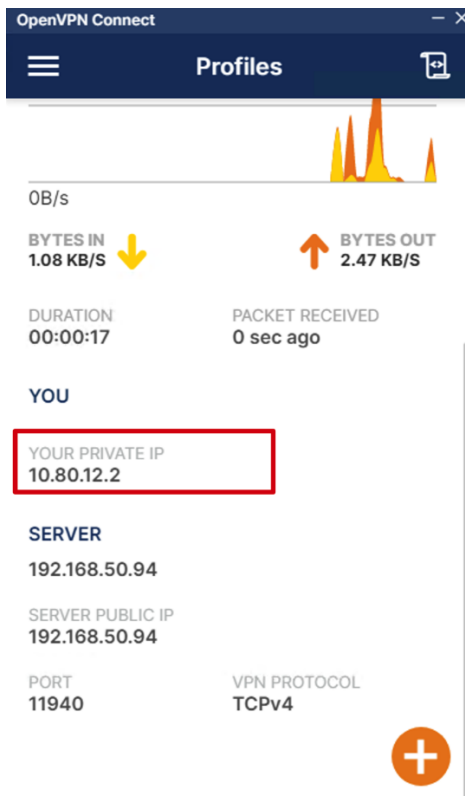 OpenVPN Connect
Profiles
0B/s
BYTES IN
1.08 KB/S
BYTES OUT
2.47 KB/S
DURATION
00:00:17
PACKET RECEIVED
0 sec ago
YOU
YOUR PRIVATE IP
10.80.12.2
SERVER
192.168.50.94
SERVER PUBLIC IP
192.168.50.94
PORT
11940
VPN PROTOCOL
TCPv4